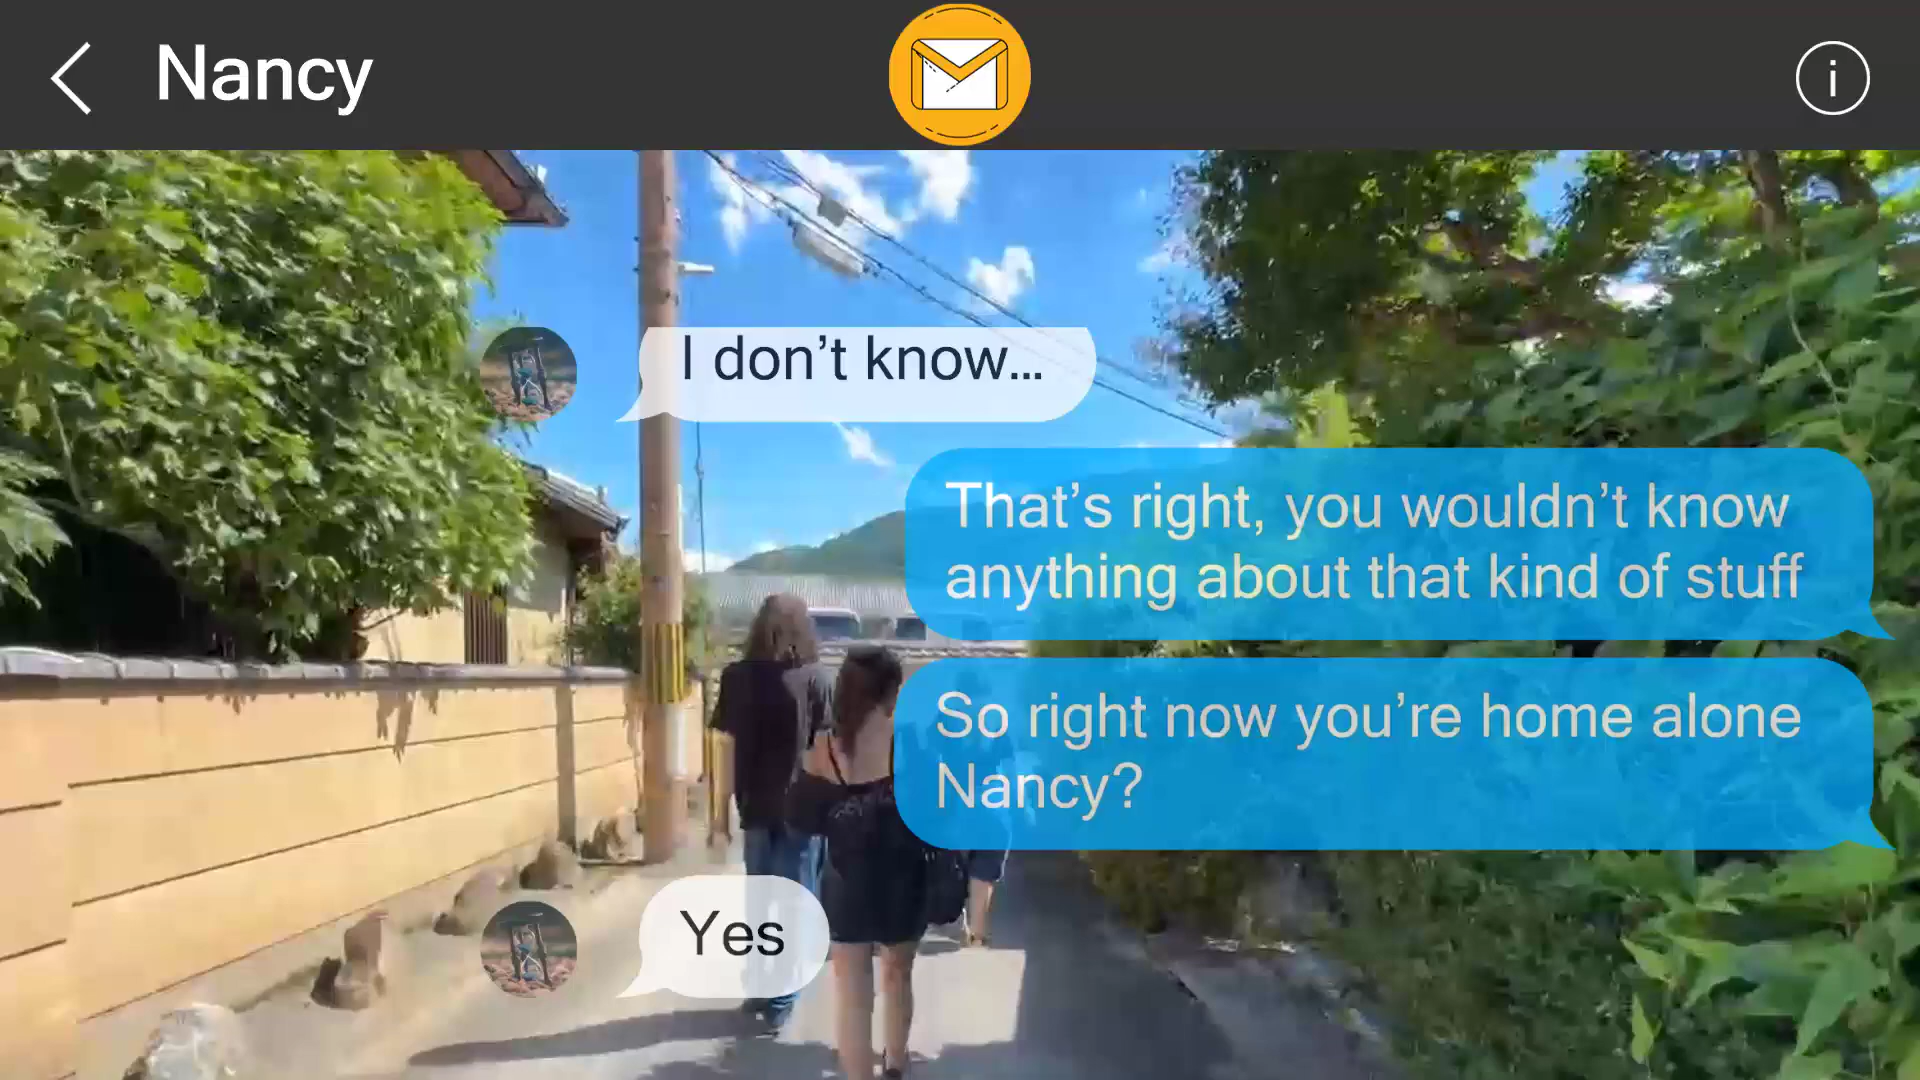 Nancy
I don’t know...
That’s right, you wouldn’t know
anything about that kind of stuff
So right now you’re home alone
Nancy?
Yes